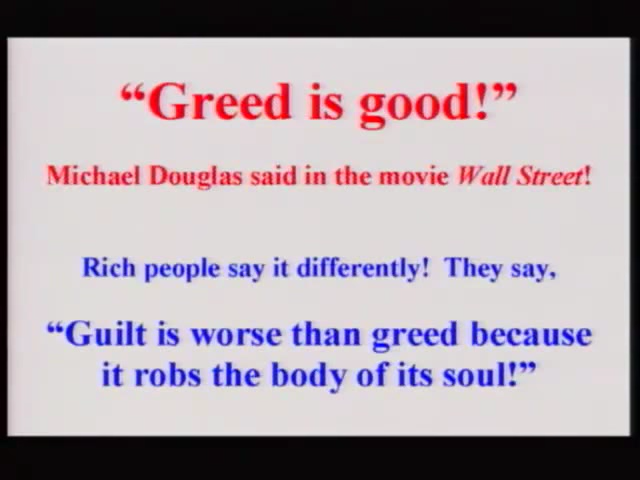 “Greed is good!”
Michael Douglas said in the movie Wall Street!
Rich people say it differently!  They say,
“Guilt is worse than greed because
it robs the body of its soul!”